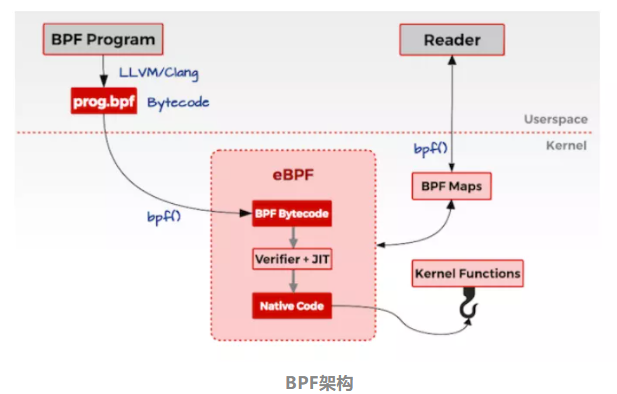 BPF Program
Reader
LLVM/Clang
prog.bpf
Bytecode
Userspace
Kernel
bpf()
eBPF
BPF Maps
bpf()
BPF Bytecode
Verifier + JIT
Kernel Functions
Native Code
BPF架构